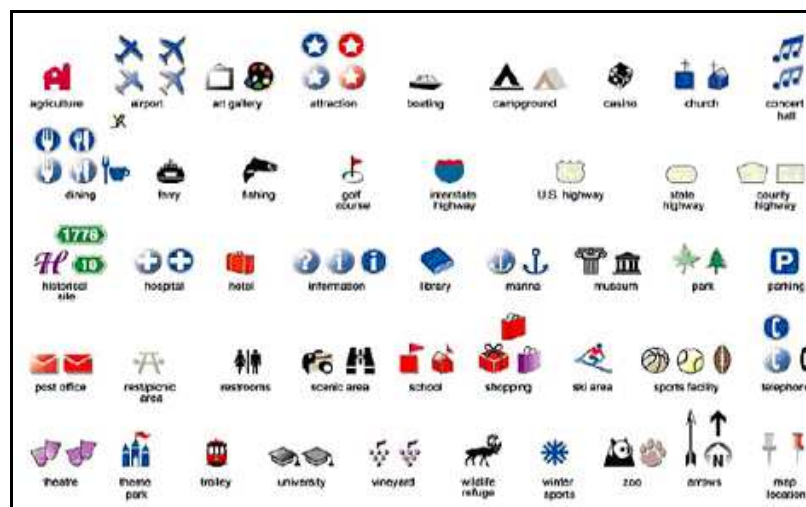 agriculture
airport
art gallery
attraction
boating
campground
casino
church
concert
hall
dining
ferry
fishing
golf
course
interstate
highway
U.S. highway
state
highway
county
highway
1776
H
10
historical
site
hospital
hotel
?
i
i
information
library
marina
museum
park
P
parking
post office
rest/picnic
area
restrooms
scenic area
school
shopping
ski area
sports facility
telephone
theatre
theme
park
trolley
university
vineyard
wildlife
refuge
winter
sports
zoo
N
arrows
map
location